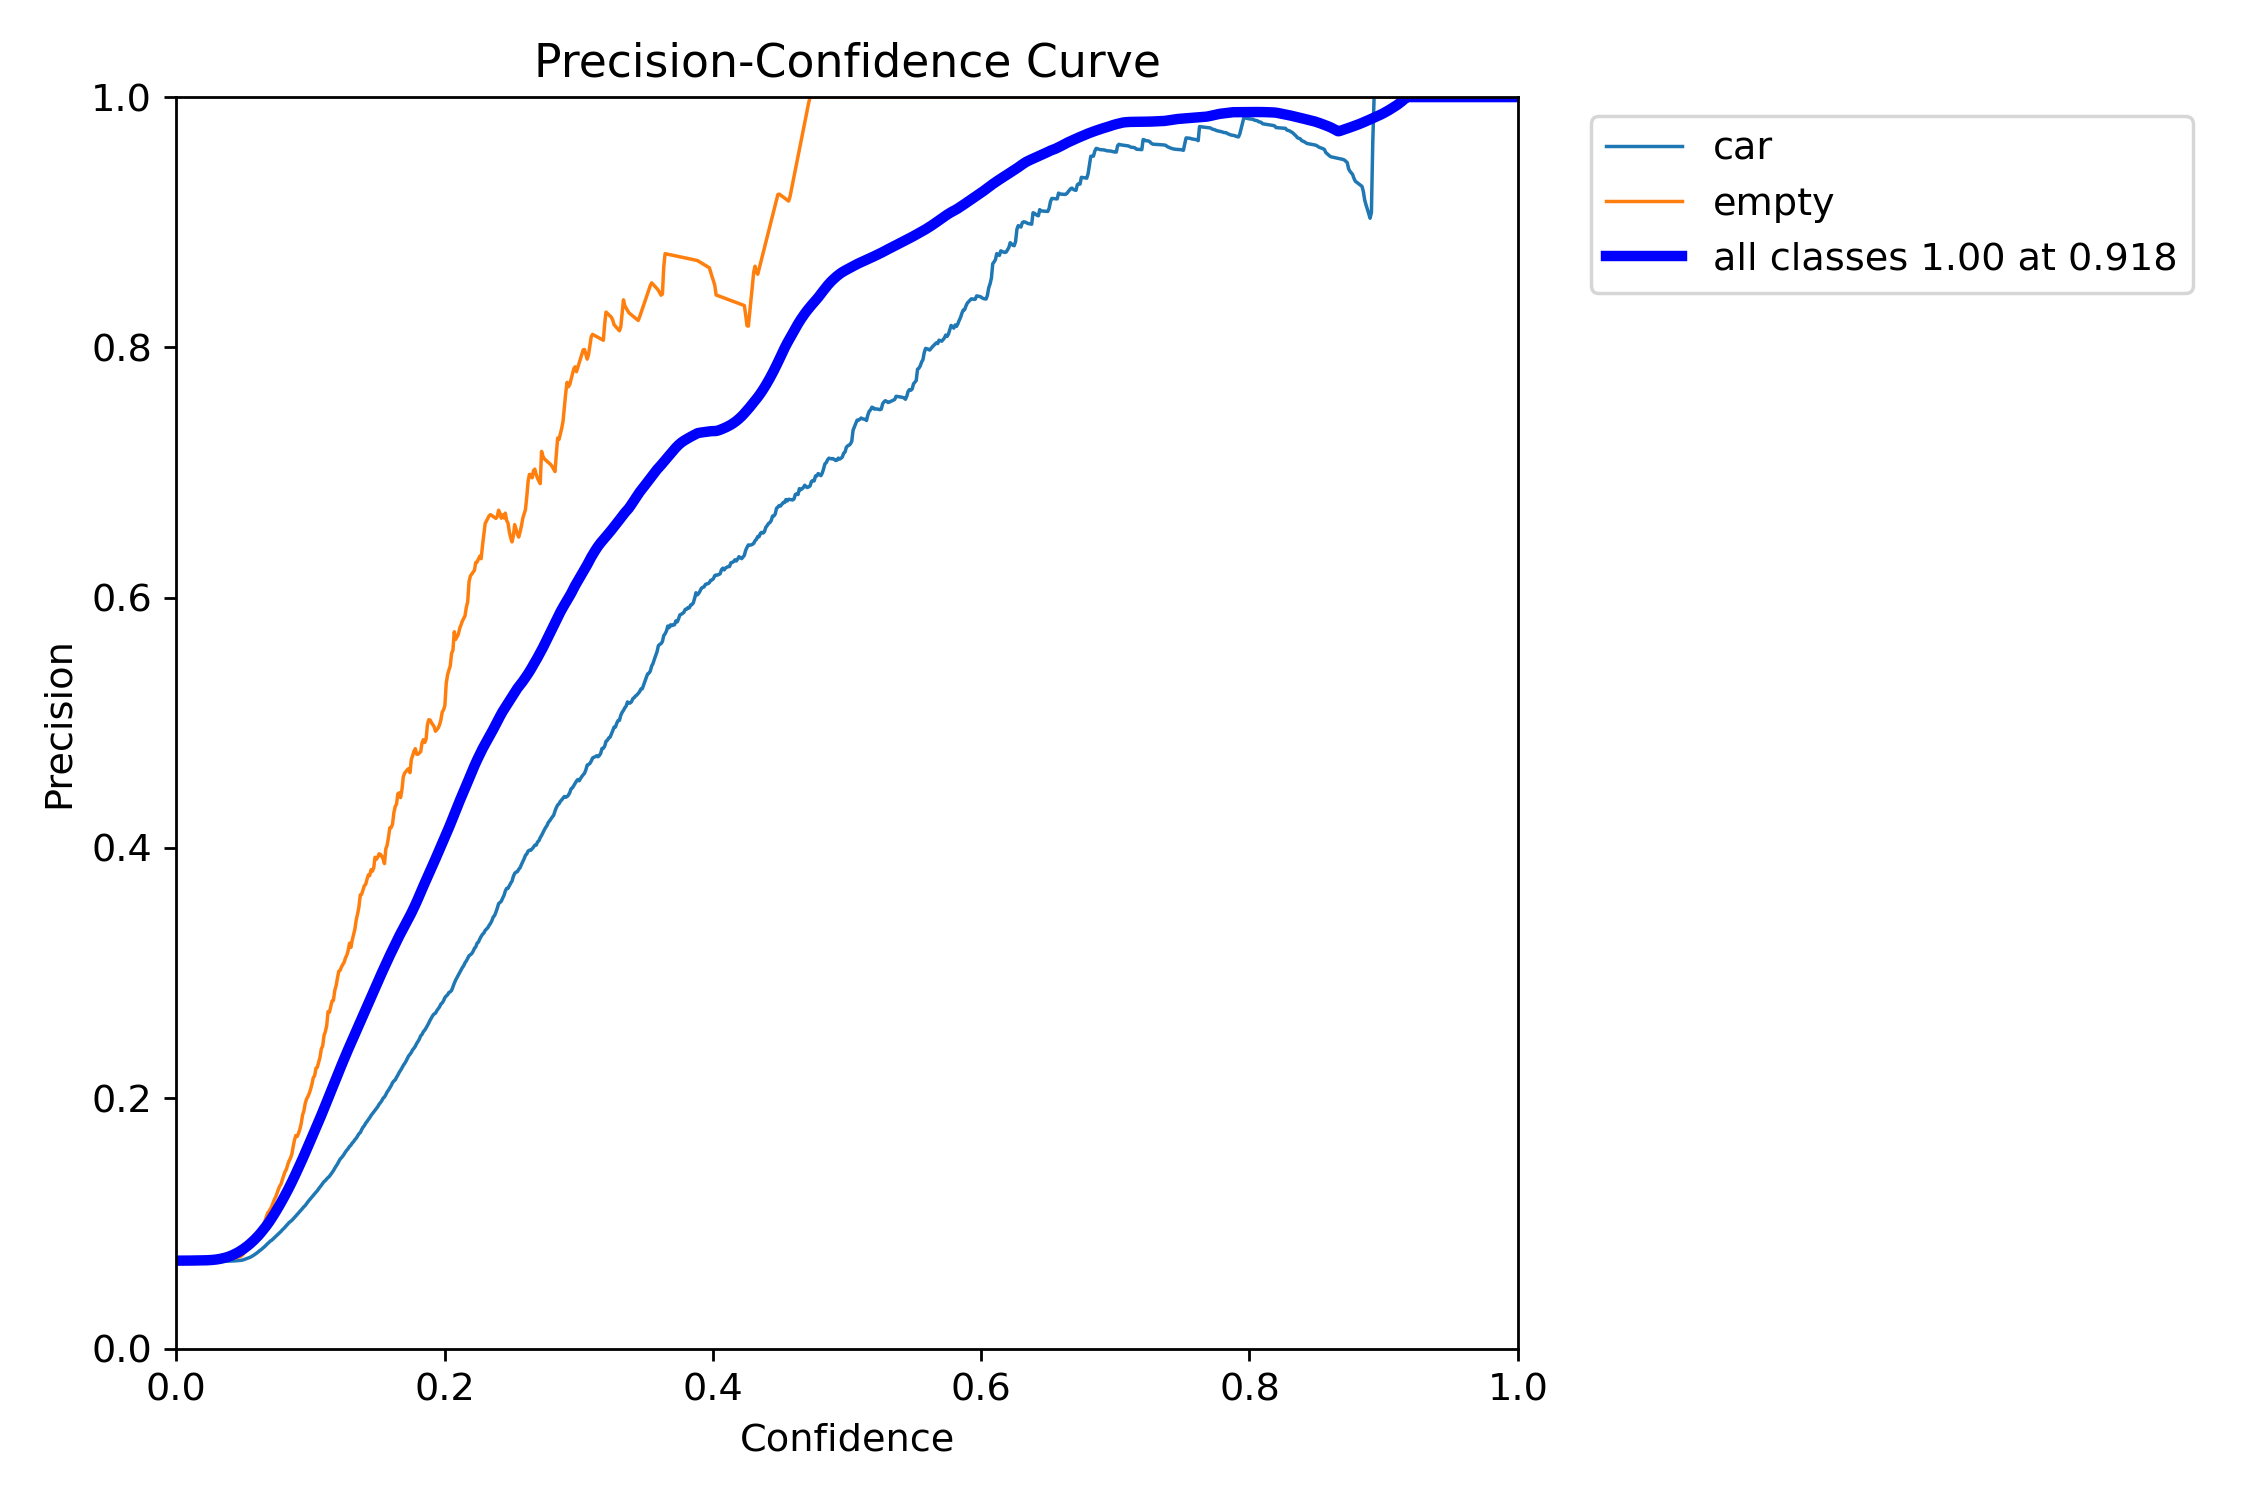 Precision-Confidence Curve
1.0
0.8
0.6
0.4
0.2
0.0
Precision
0.0 0.2 0.4 0.6 0.8 1.0
Confidence
car
empty
all classes 1.00 at 0.918